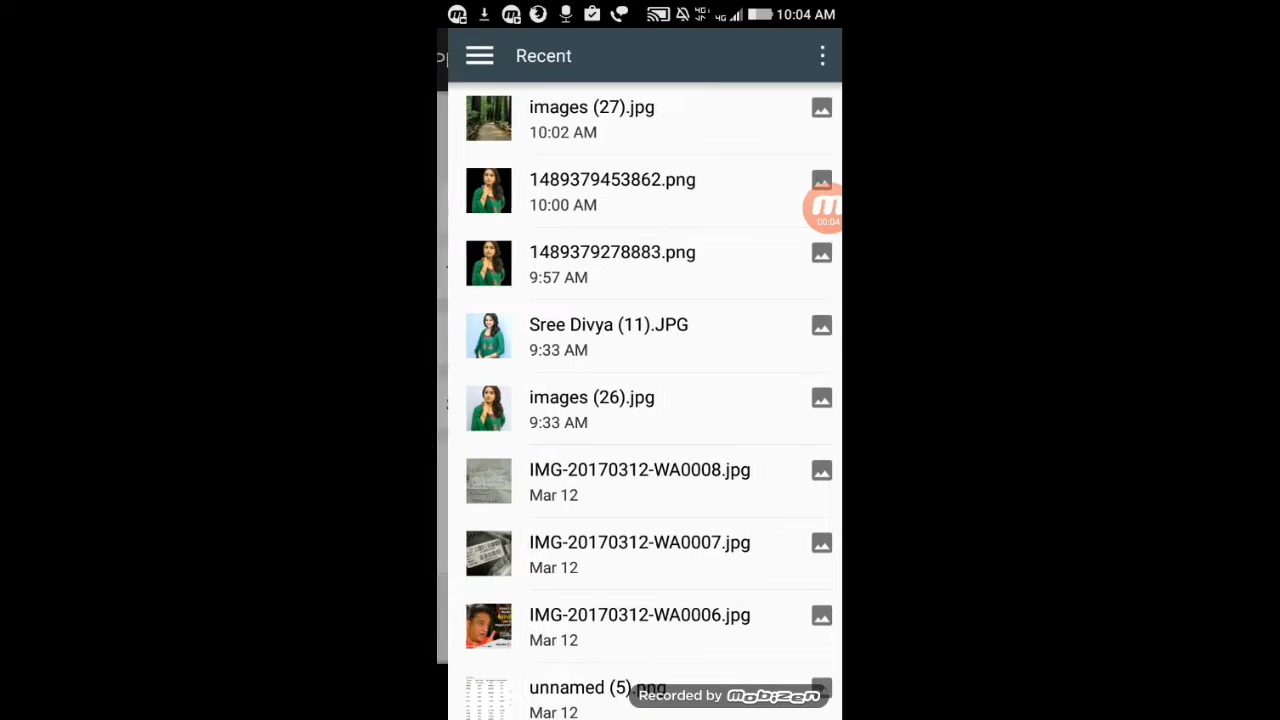 10:04 AM
Recent
images (27).jpg
10:02 AM
1489379453862.png
10:00 AM
1489379278883.png
9:57 AM
Sree Divya (11).JPG
9:33 AM
images (26).jpg
9:33 AM
IMG-20170312-WA0008.jpg
Mar 12
IMG-20170312-WA0007.jpg
Mar 12
IMG-20170312-WA0006.jpg
Mar 12
unnamed (5).png
Mar 12
00:04
Recorded by mobizen